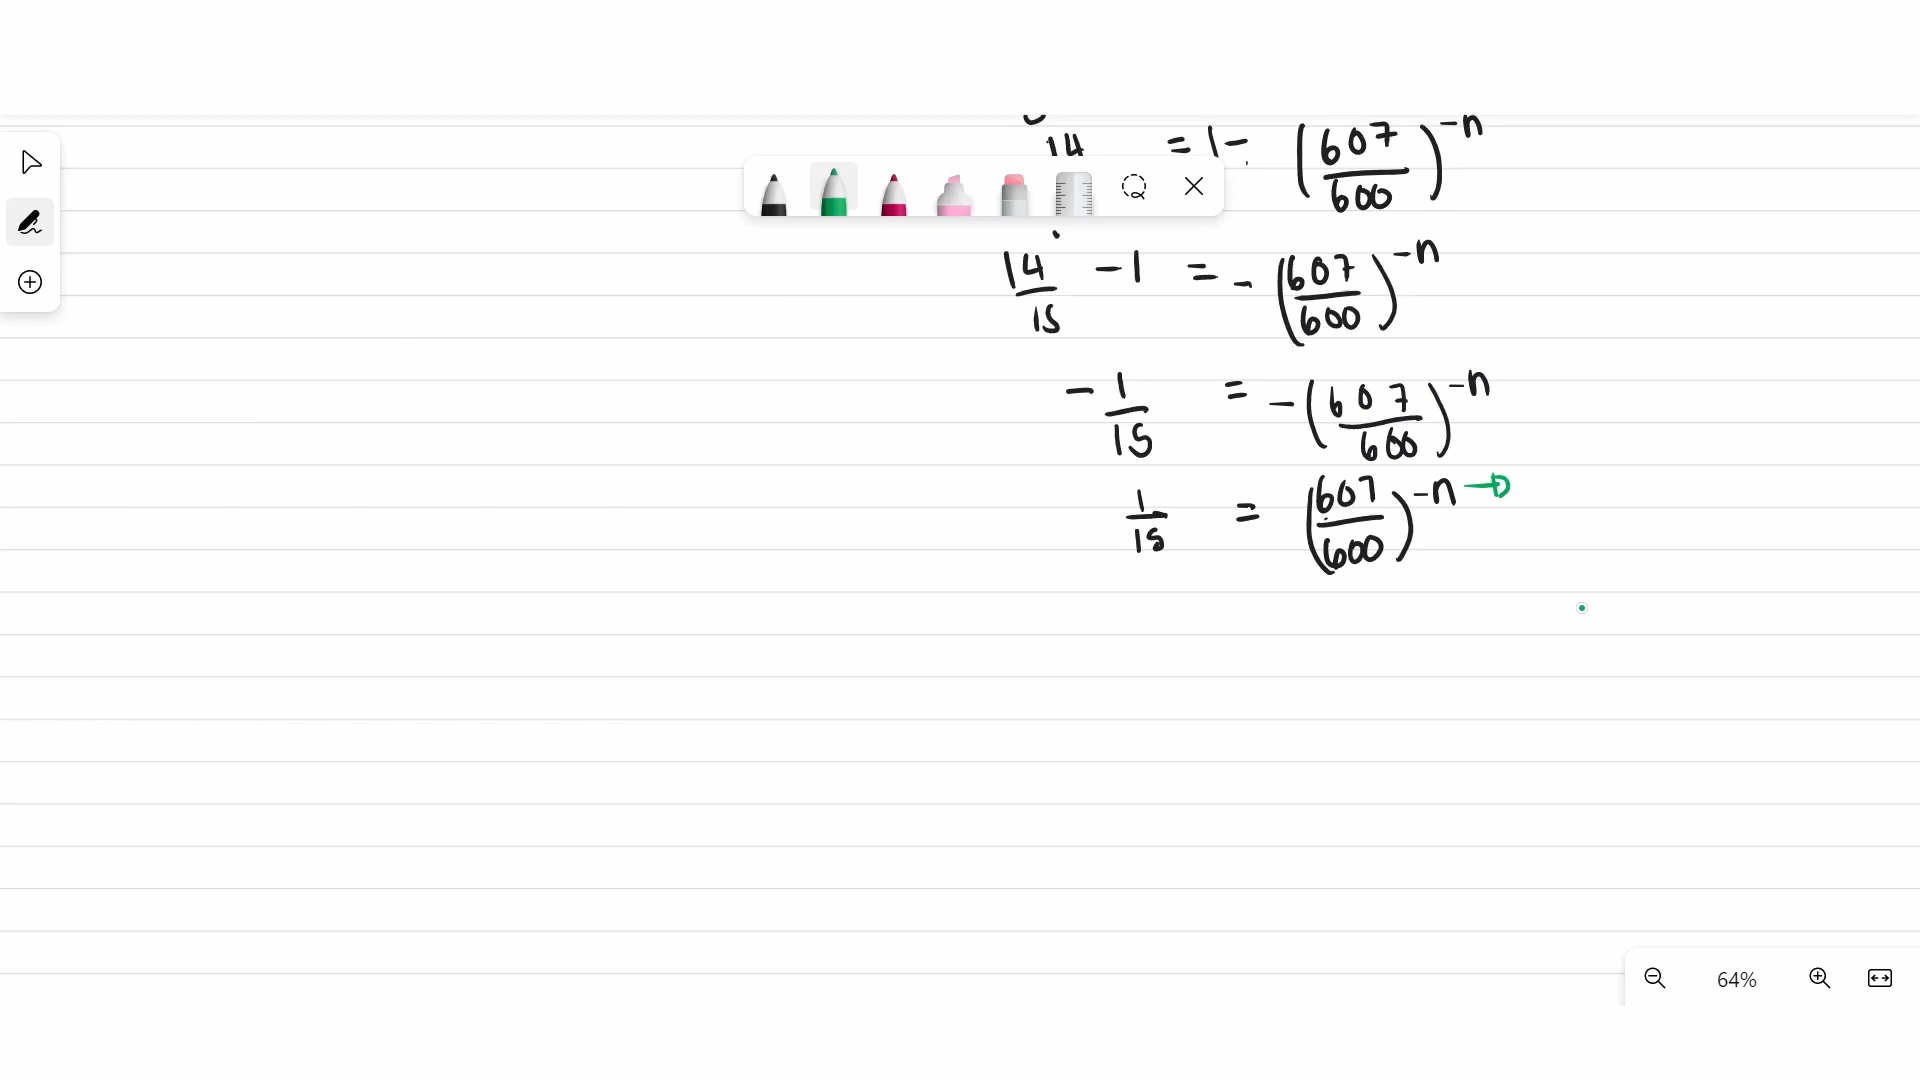 14 = 1 - (607/600)^-n
14/15 - 1 = - (607/600)^-n
- 1/15 = - (607/600)^-n
1/15 = (607/600)^-n →
64%